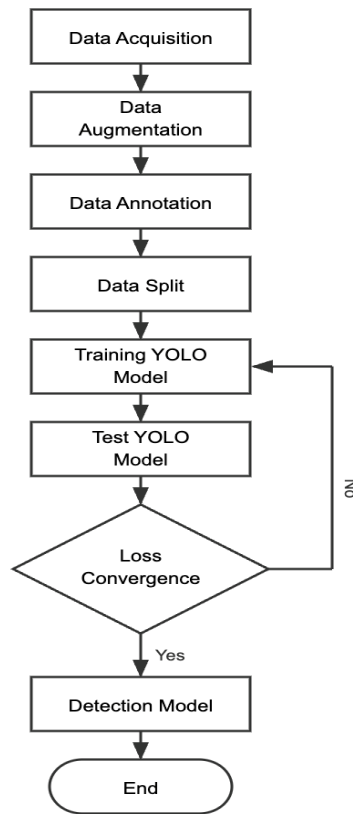 Data Acquisition
Data
Augmentation
Data Annotation
Data Split
Training YOLO
Model
Test YOLO
Model
Loss
Convergence
No
Yes
Detection Model
End